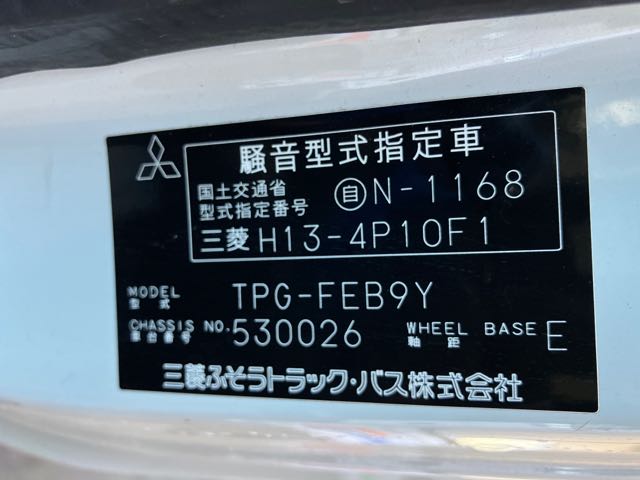 騒音型式指定車
国土交通省
型式指定番号 自N-1168
三菱 H13-4P10F1
MODEL
型式 TPG-FEB9Y
CHASSIS NO. 530026 WHEEL BASE E
車台番号 軸距
三菱ふそうトラック・バス株式会社